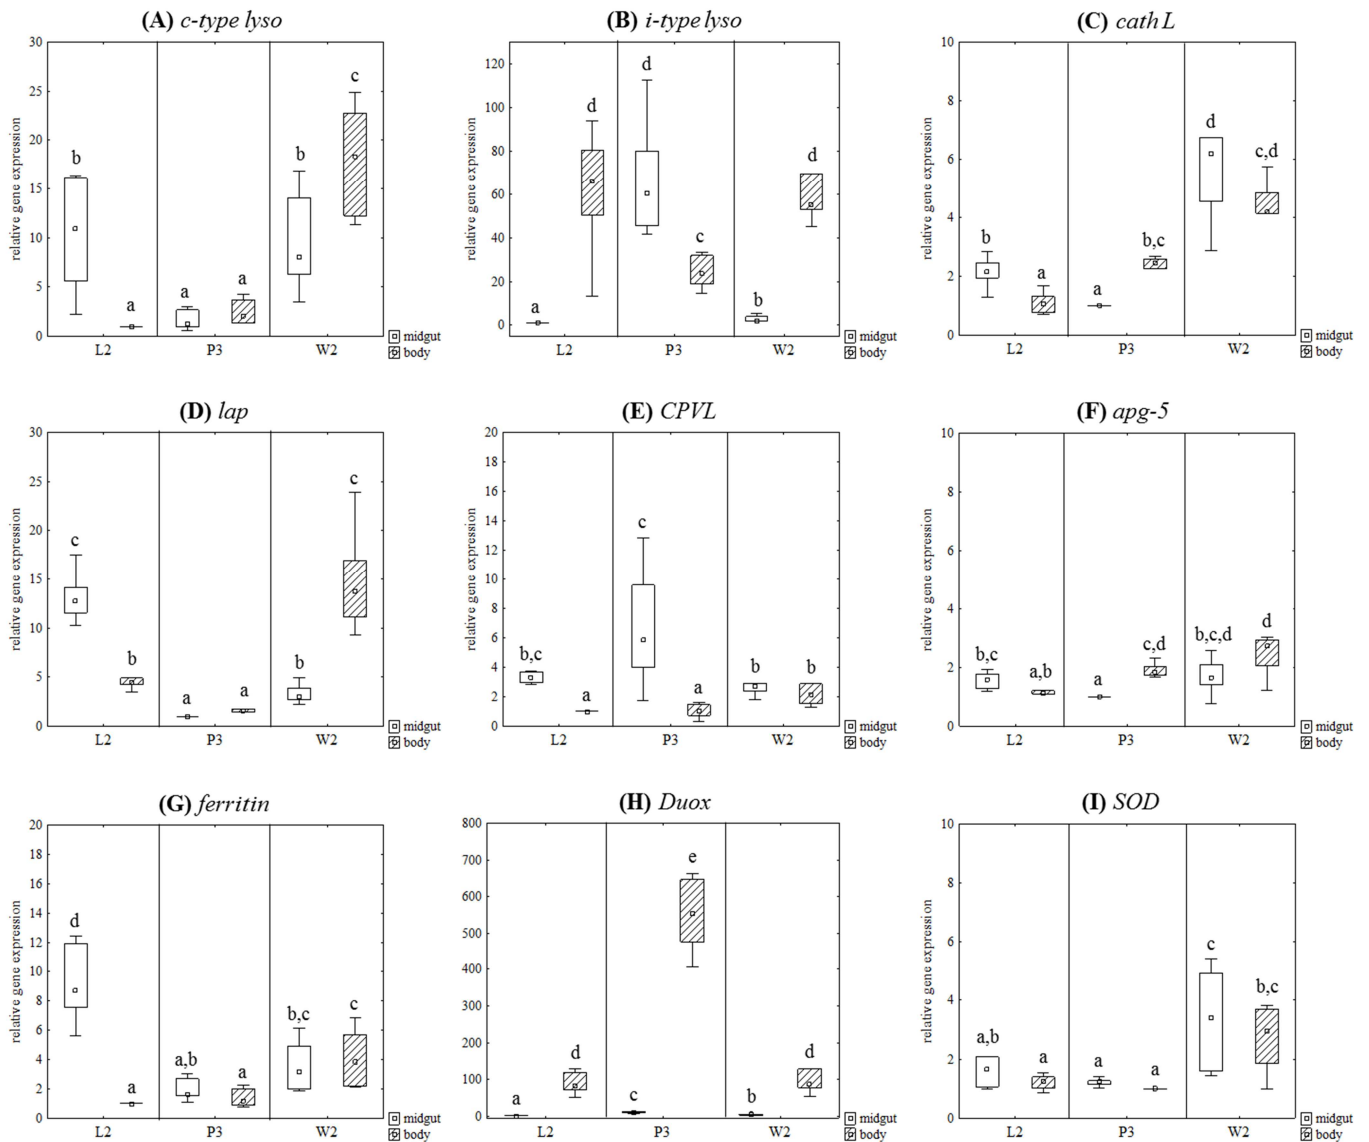 (A) c-type lyso
relative gene expression
30
25
20
15
10
5
0
b
a
a
a
b
c
L2
P3
W2
midgut
body
(B) i-type lyso
relative gene expression
120
100
80
60
40
20
0
a
d
d
c
b
d
L2
P3
W2
midgut
body
(C) cath L
relative gene expression
10
8
6
4
2
0
b
a
a
b,c
d
c,d
L2
P3
W2
midgut
body
(D) lap
relative gene expression
30
25
20
15
10
5
0
c
b
a
a
b
c
L2
P3
W2
midgut
body
(E) CPVL
relative gene expression
20
18
16
14
12
10
8
6
4
2
0
b,c
a
c
a
b
b
L2
P3
W2
midgut
body
(F) apg-5
relative gene expression
10
8
6
4
2
0
b,c
a,b
a
c,d
b,c,d
d
L2
P3
W2
midgut
body
(G) ferritin
relative gene expression
20
18
16
14
12
10
8
6
4
2
0
d
a
a,b
a
b,c
c
L2
P3
W2
midgut
body
(H) Duox
relative gene expression
800
700
600
500
400
300
200
100
0
a
d
c
e
b
d
L2
P3
W2
midgut
body
(I) SOD
relative gene expression
10
8
6
4
2
0
a,b
a
a
a
c
b,c
L2
P3
W2
midgut
body